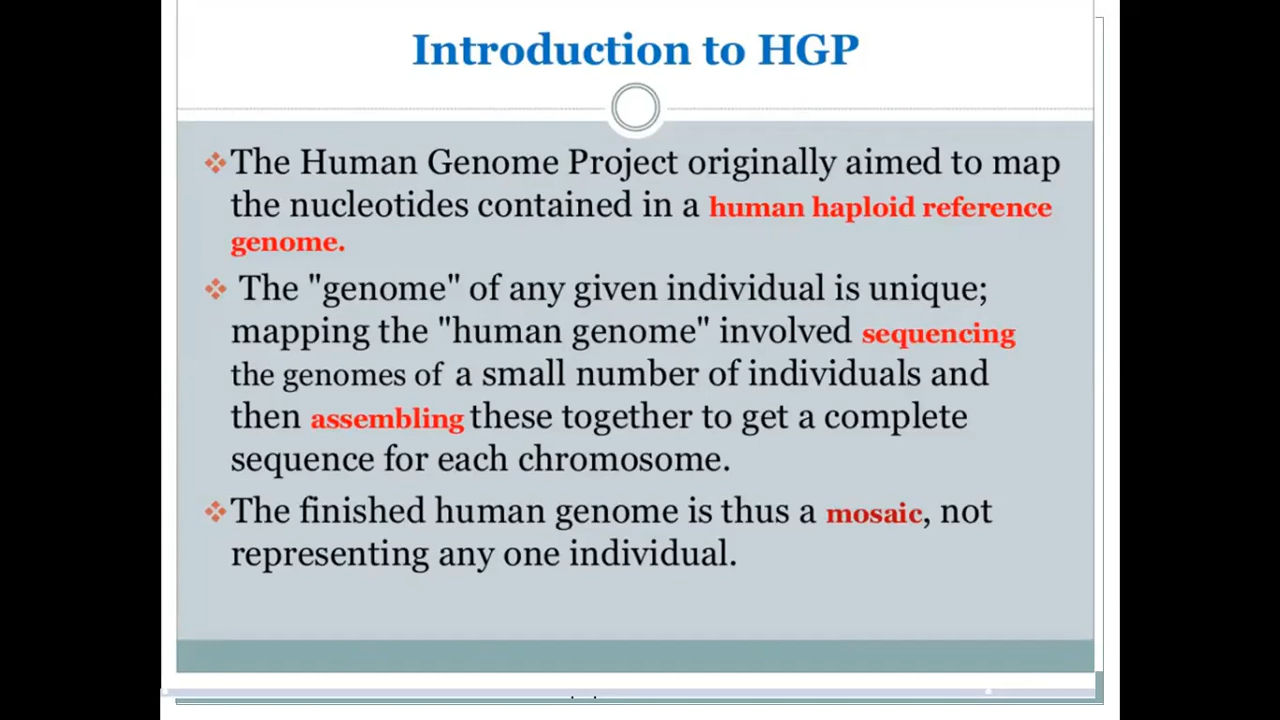 Introduction to HGP
The Human Genome Project originally aimed to map
the nucleotides contained in a human haploid reference
genome.
The "genome" of any given individual is unique;
mapping the "human genome" involved sequencing
the genomes of a small number of individuals and
then assembling these together to get a complete
sequence for each chromosome.
The finished human genome is thus a mosaic, not
representing any one individual.